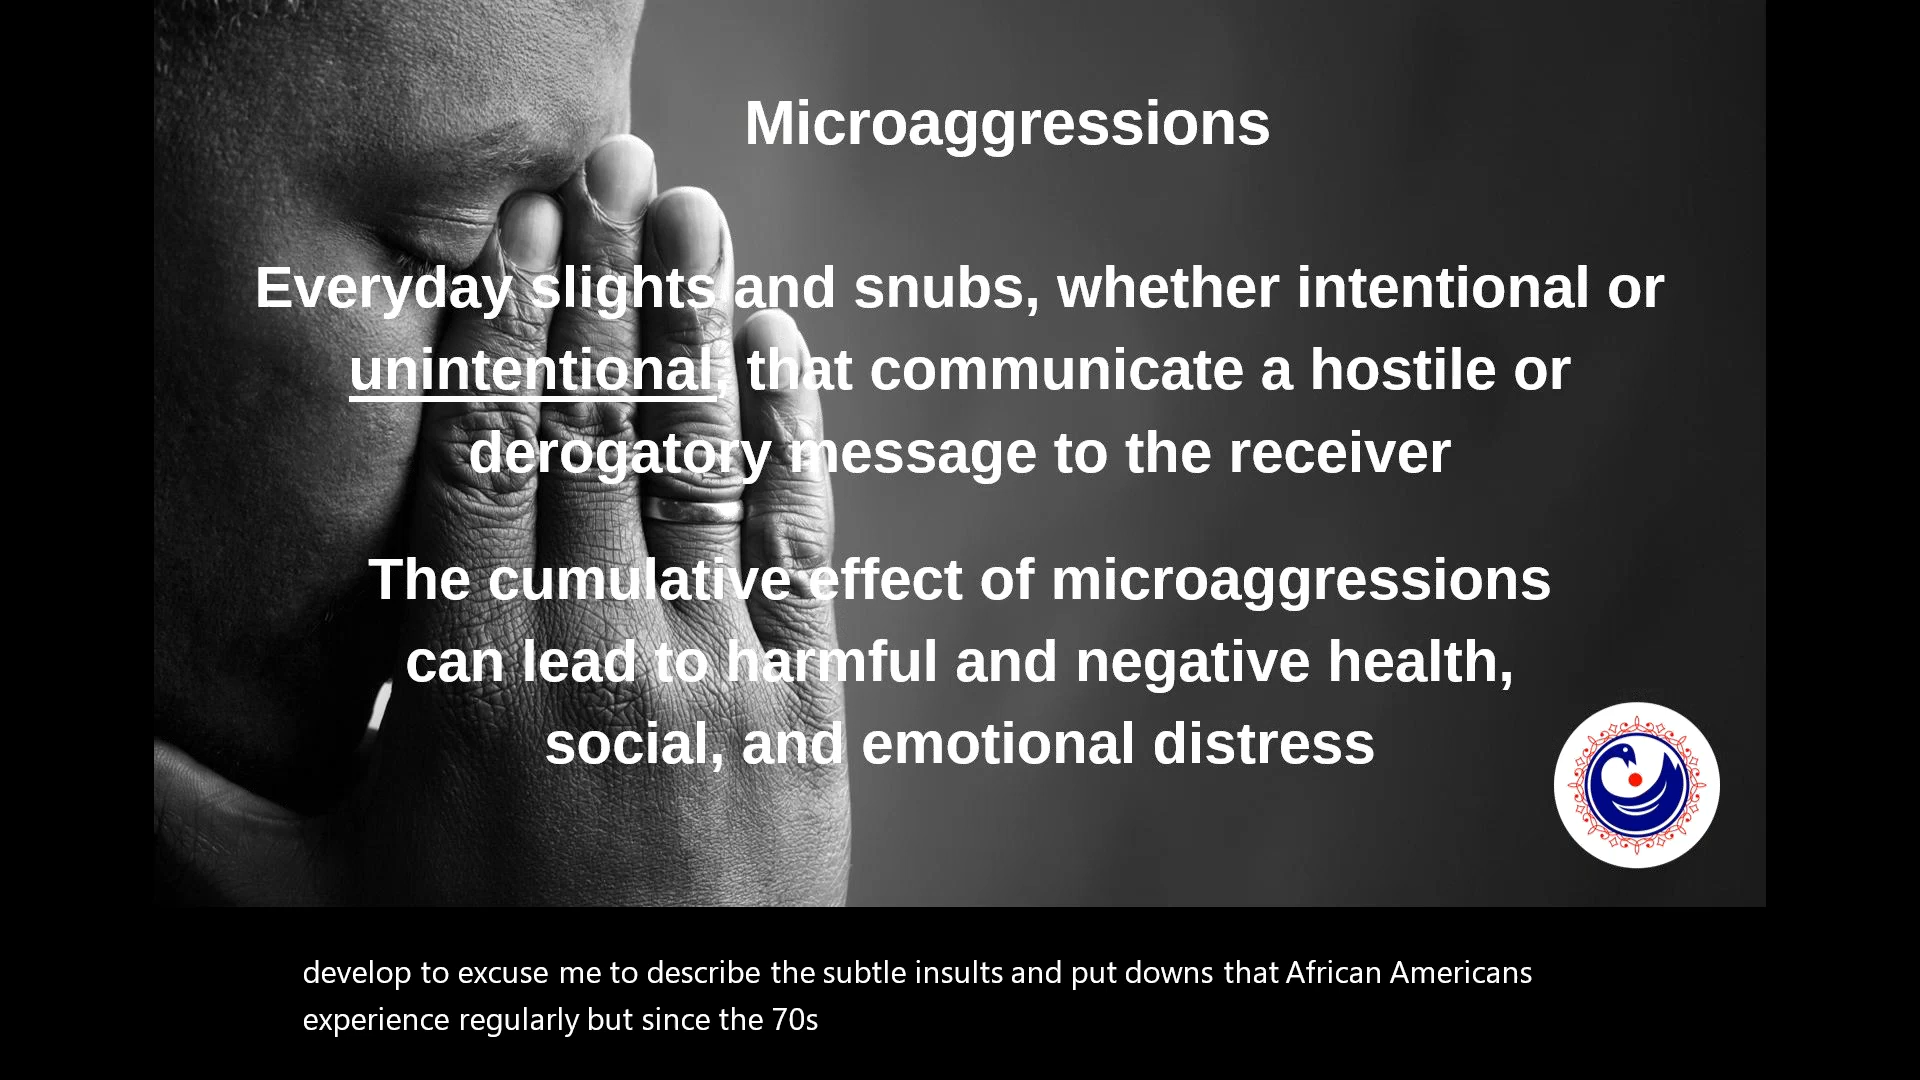 Microaggressions
Everyday slights and snubs, whether intentional or
unintentional, that communicate a hostile or
derogatory message to the receiver
The cumulative effect of microaggressions
can lead to harmful and negative health,
social, and emotional distress
develop to excuse me to describe the subtle insults and put downs that African Americans
experience regularly but since the 70s